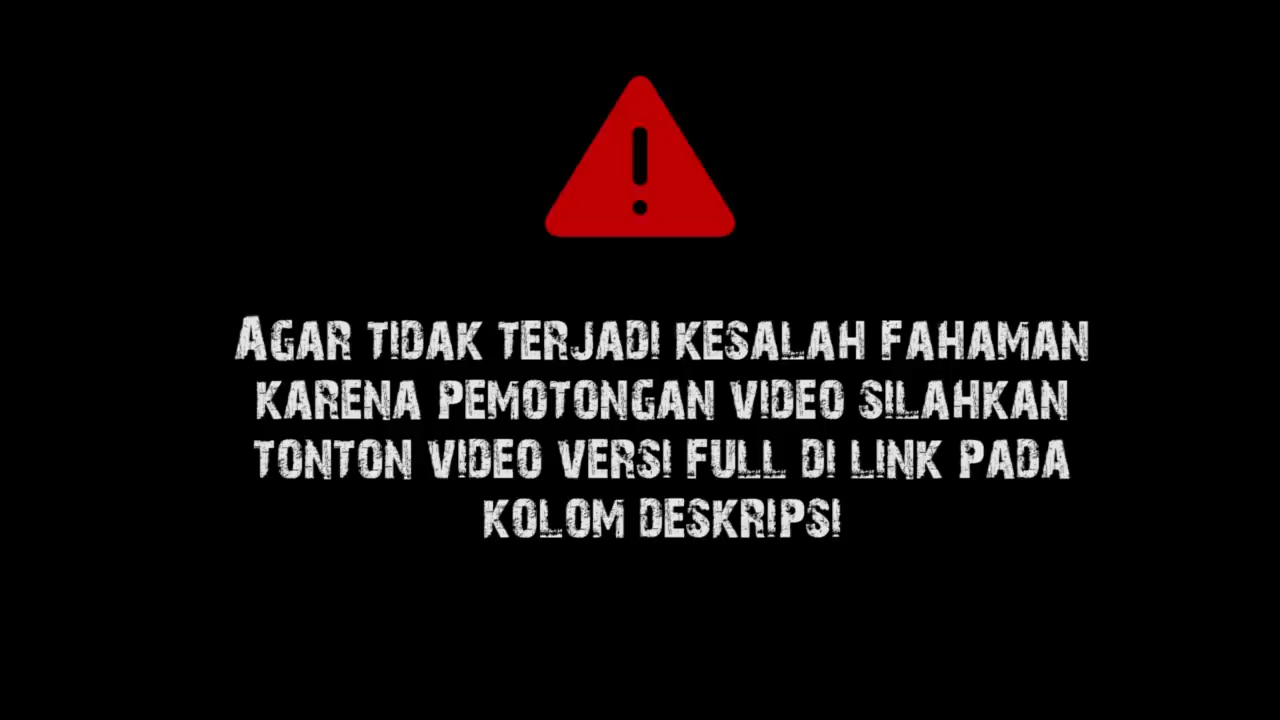 Agar tidak terjadi kesalah fahaman
karena pemotongan video silahkan
tonton video versi full di link pada
kolom deskripsi